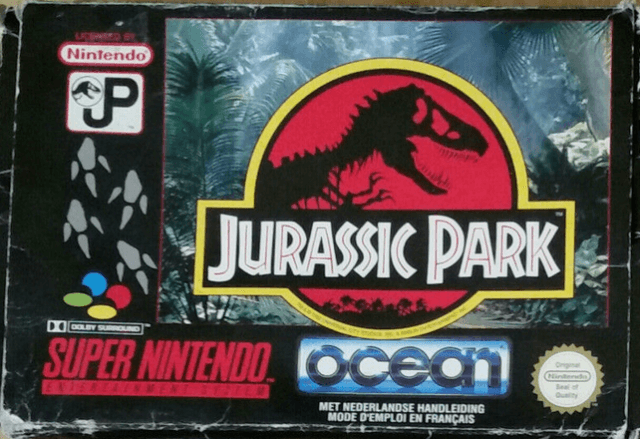 LICENSED BY
Nintendo
JP
JURASSIC PARK
DOLBY SURROUND
SUPER NINTENDO
ENTERTAINMENT SYSTEM
ocean
MET NEDERLANDSE HANDLEIDING
MODE D'EMPLOI EN FRANÇAIS
Original
Nintendo
Seal of
Quality